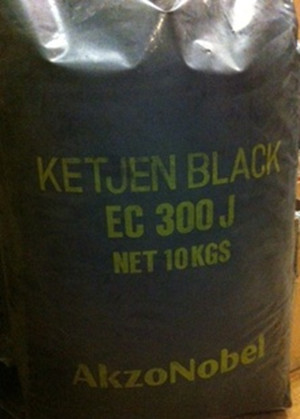 KETJEN BLACK
EC 300 J
NET 10 KGS
AkzoNobel